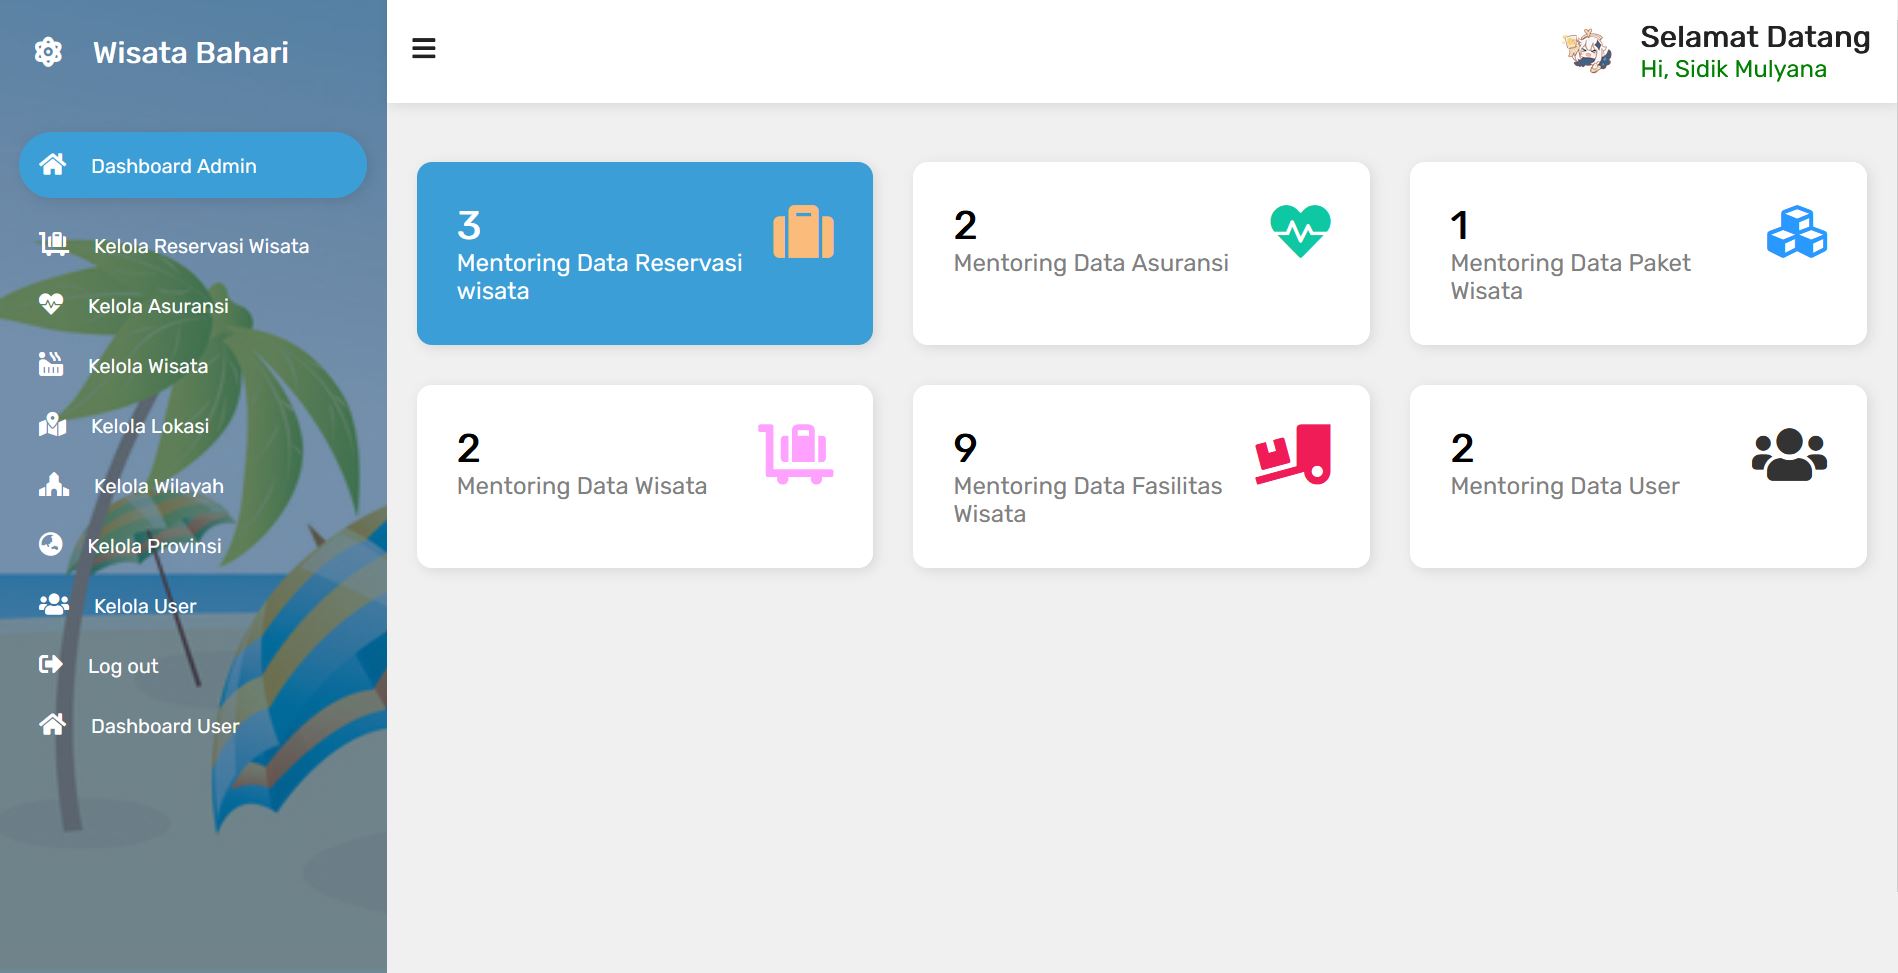 Wisata Bahari
Dashboard Admin
Kelola Reservasi Wisata
Kelola Asuransi
Kelola Wisata
Kelola Lokasi
Kelola Wilayah
Kelola Provinsi
Kelola User
Log out
Dashboard User
Selamat Datang
Hi, Sidik Mulyana
3
Mentoring Data Reservasi
wisata
2
Mentoring Data Asuransi
1
Mentoring Data Paket
Wisata
2
Mentoring Data Wisata
9
Mentoring Data Fasilitas
Wisata
2
Mentoring Data User